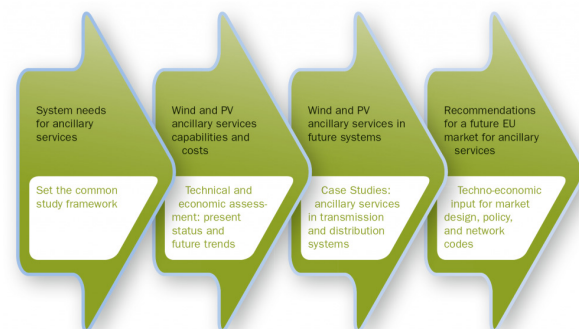 System needs
for ancillary
services
Set the common
study framework
Wind and PV
ancillary services
capabilities and
costs
Technical and
economic assess-
ment: present
status and
future trends
Wind and PV
ancillary services in
future systems
Case Studies:
ancillary services
in transmission
and distribution
systems
Recommendations
for a future EU
market for ancillary
services
Techno-economic
input for market
design, policy,
and network
codes